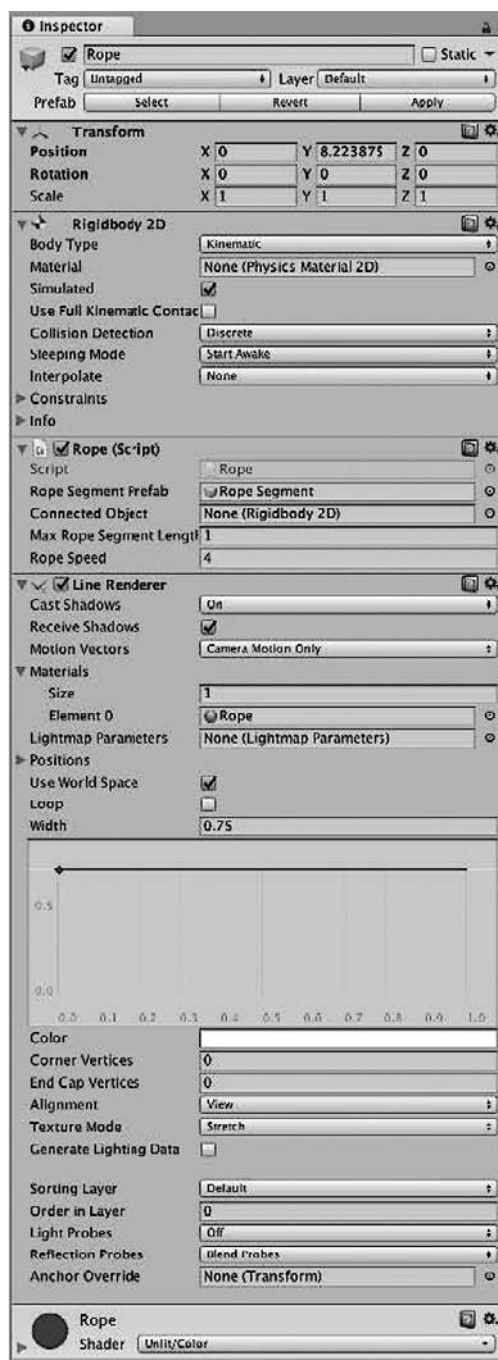 Inspector
Rope Static
Tag Untagged Layer Default
Prefab Select Revert Apply
Transform
Position X 0 Y 8.223875 Z 0
Rotation X 0 Y 0 Z 0
Scale X 1 Y 1 Z 1
Rigidbody 2D
Body Type Kinematic
Material None (Physics Material 2D)
Simulated
Use Full Kinematic Contac
Collision Detection Discrete
Sleeping Mode Start Awake
Interpolate None
Constraints
Info
Rope (Script)
Script Rope
Rope Segment Prefab Rope Segment
Connected Object None (Rigidbody 2D)
Max Rope Segment Lengtl 1
Rope Speed 4
Line Renderer
Cast Shadows On
Receive Shadows
Motion Vectors Camera Motion Only
Materials
Size 1
Element 0 Rope
Lightmap Parameters None (Lightmap Parameters)
Positions
Use World Space
Loop
Width 0.75
0.5
0.0
0.0 0.1 0.2 0.3 0.4 0.5 0.6 0.7 0.8 0.9 1.0
Color
Corner Vertices 0
End Cap Vertices 0
Alignment View
Texture Mode Stretch
Generate Lighting Data
Sorting Layer Default
Order in Layer 0
Light Probes Off
Reflection Probes Blend Probes
Anchor Override None (Transform)
Rope
Shader Unlit/Color